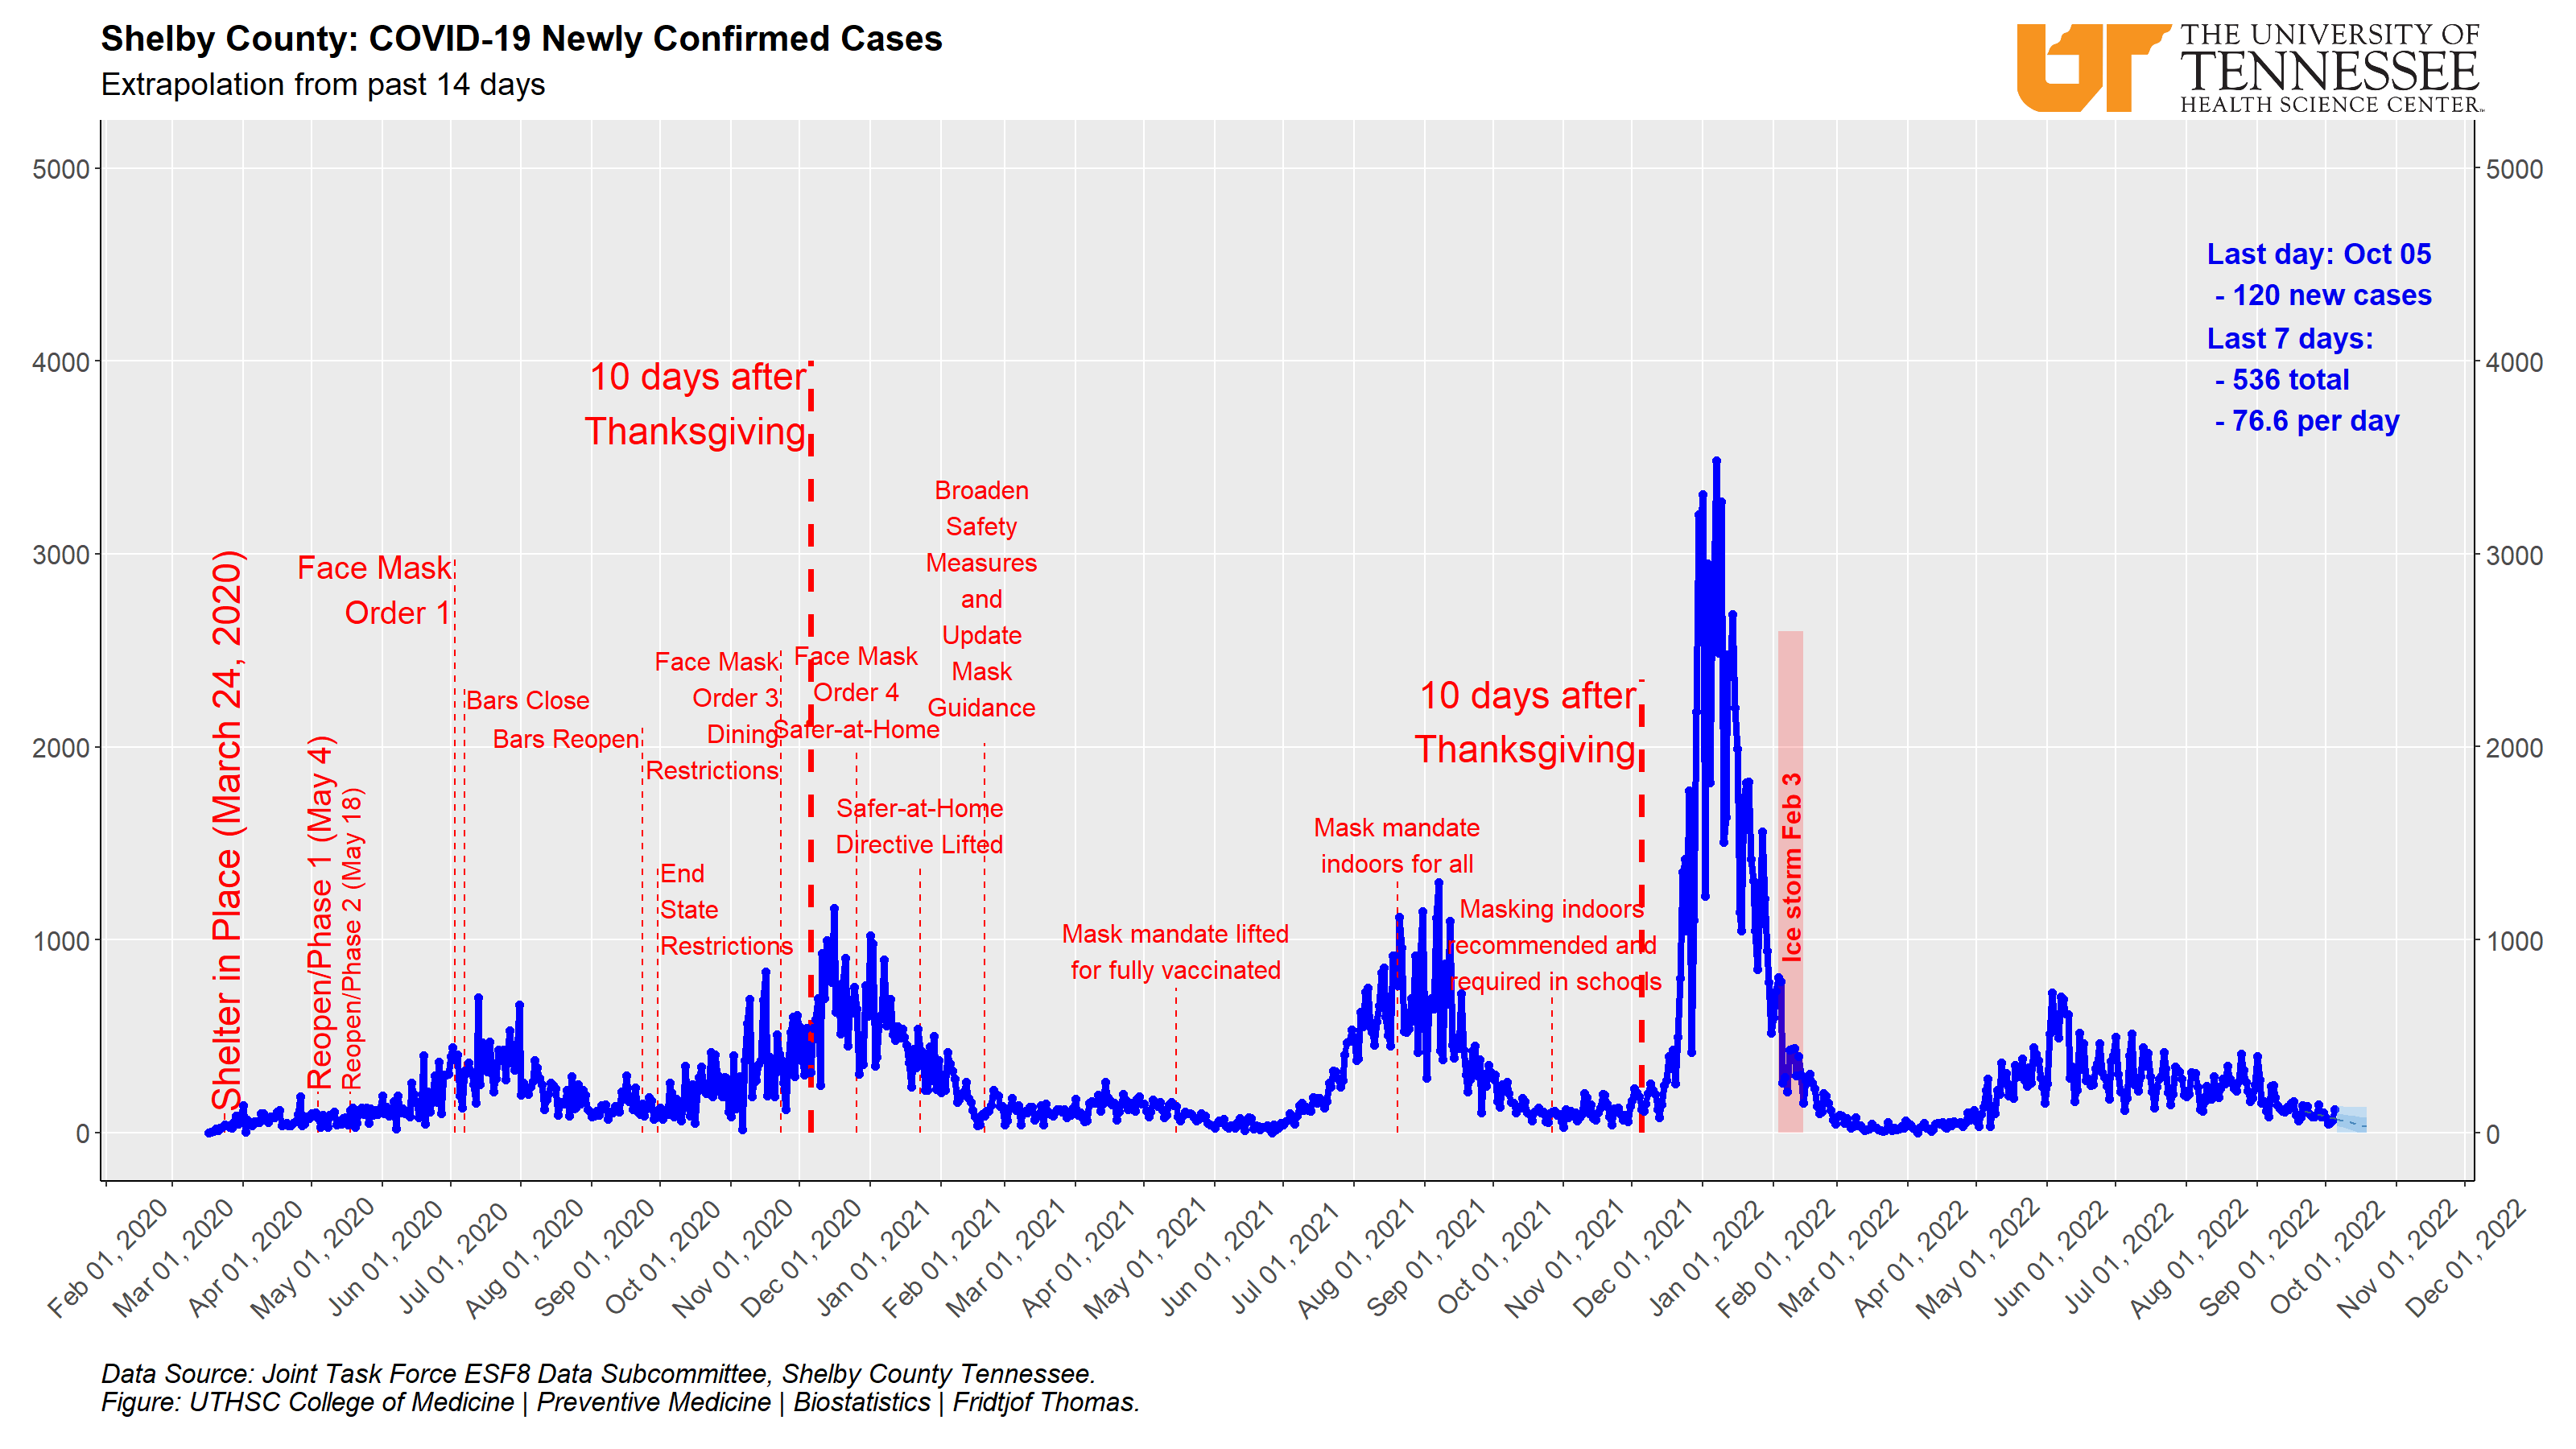 Shelby County: COVID-19 Newly Confirmed Cases
Extrapolation from past 14 days
UT
THE UNIVERSITY OF
TENNESSEE
HEALTH SCIENCE CENTER
5000
4000
3000
2000
1000
0
5000
4000
3000
2000
1000
0
Last day: Oct 05
- 120 new cases
Last 7 days:
- 536 total
- 76.6 per day
Shelter in Place (March 24, 2020)
Reopen/Phase 1 (May 4)
Reopen/Phase 2 (May 18)
Face Mask
Order 1
Bars Close
Bars Reopen
End
State
Restrictions
Face Mask
Order 3
Dining
Restrictions
10 days after
Thanksgiving
Face Mask
Order 4
Safer-at-Home
Safer-at-Home
Directive Lifted
Broaden
Safety
Measures
and
Update
Mask
Guidance
Mask mandate lifted
for fully vaccinated
Mask mandate
indoors for all
Masking indoors
recommended and
required in schools
10 days after
Thanksgiving
Ice storm Feb 3
Feb 01, 2020
Mar 01, 2020
Apr 01, 2020
May 01, 2020
Jun 01, 2020
Jul 01, 2020
Aug 01, 2020
Sep 01, 2020
Oct 01, 2020
Nov 01, 2020
Dec 01, 2020
Jan 01, 2021
Feb 01, 2021
Mar 01, 2021
Apr 01, 2021
May 01, 2021
Jun 01, 2021
Jul 01, 2021
Aug 01, 2021
Sep 01, 2021
Oct 01, 2021
Nov 01, 2021
Dec 01, 2021
Jan 01, 2022
Feb 01, 2022
Mar 01, 2022
Apr 01, 2022
May 01, 2022
Jun 01, 2022
Jul 01, 2022
Aug 01, 2022
Sep 01, 2022
Oct 01, 2022
Nov 01, 2022
Dec 01, 2022
Data Source: Joint Task Force ESF8 Data Subcommittee, Shelby County Tennessee.
Figure: UTHSC College of Medicine | Preventive Medicine | Biostatistics | Fridtjof Thomas.